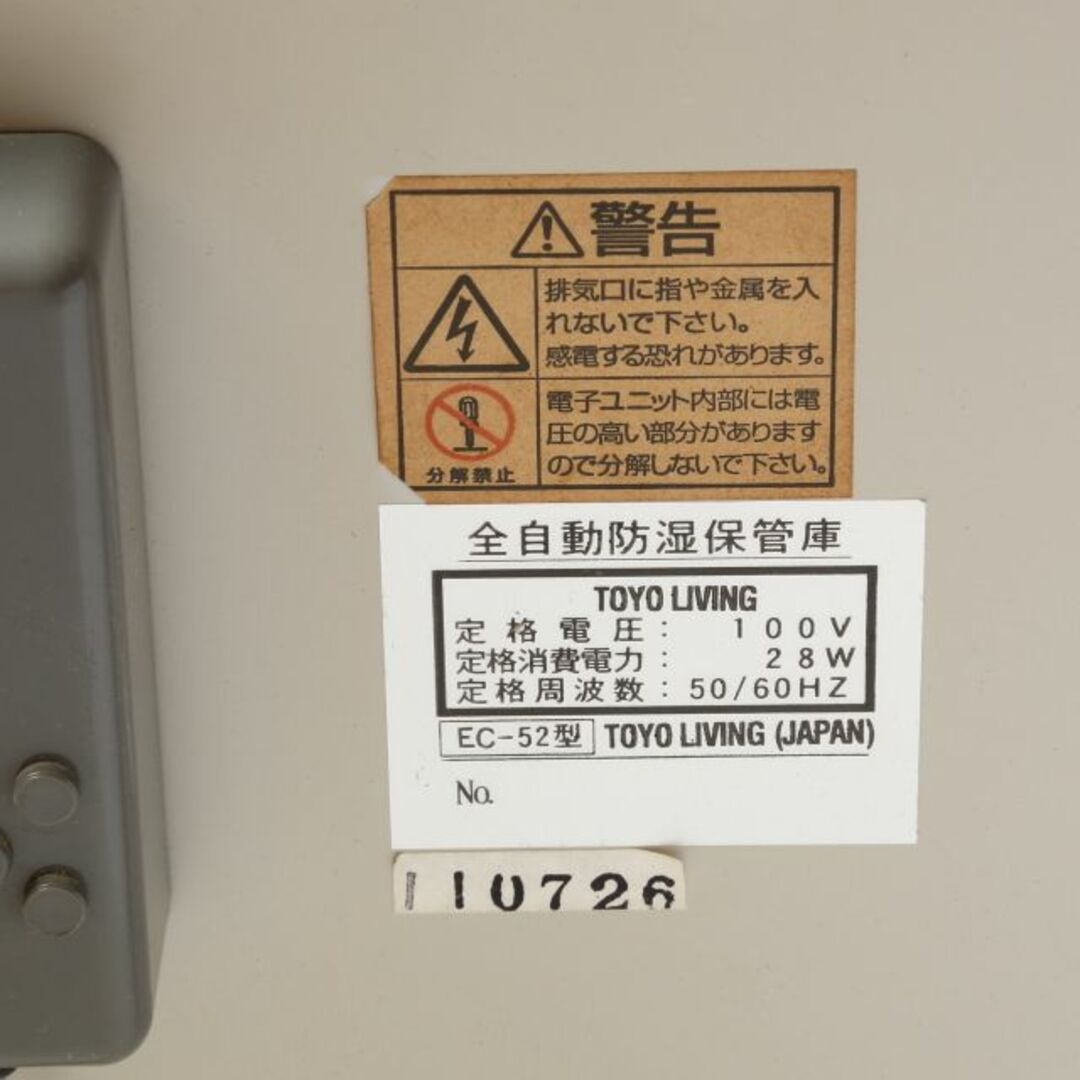 警告
排気口に指や金属を入
れないで下さい。
感電する恐れがあります。
分解禁止
電子ユニット内部には電
圧の高い部分があります
ので分解しないで下さい。
全自動防湿保管庫
TOYO LIVING
定格電圧： 100V
定格消費電力： 28W
定格周波数：50/60HZ
EC-52型 TOYO LIVING (JAPAN)
No.
10726